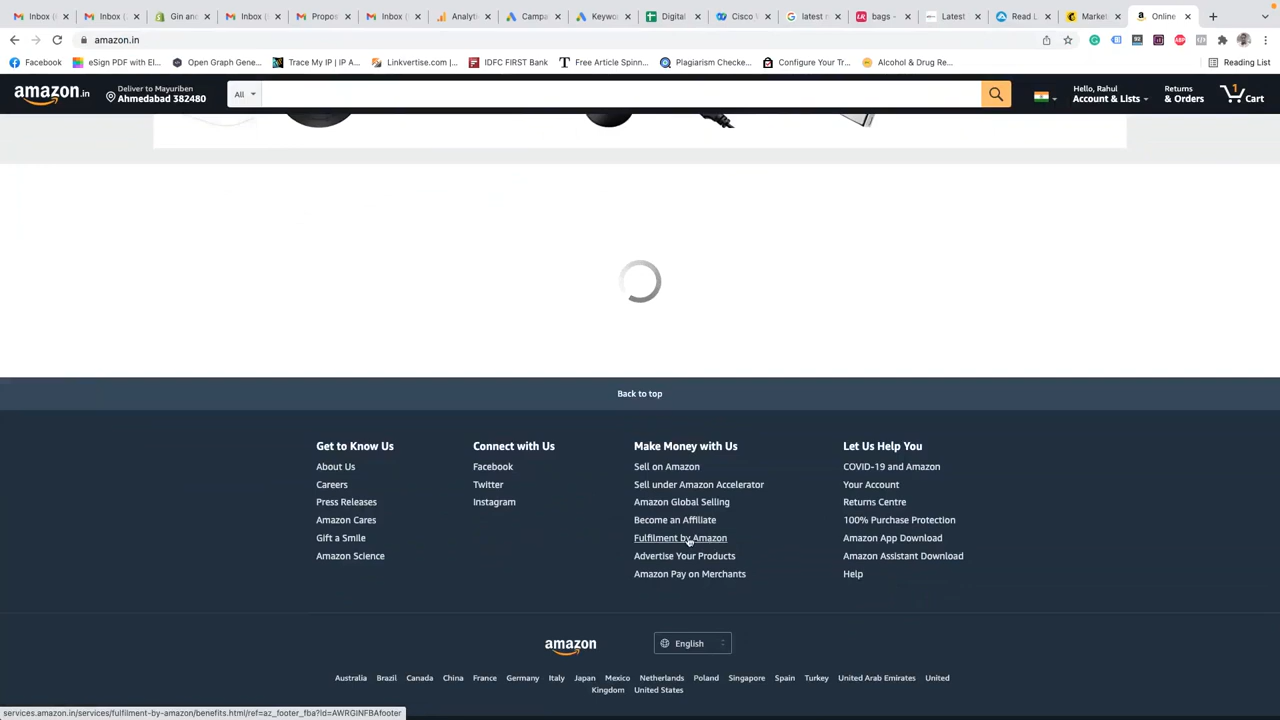 Inbox (
Inbox (
Gin an
Inbox (
Propos
Inbox (
Analyti
Campa
Keywo
Digital
Cisco W
latest n
bags -
Latest
Read L
Market
Online
amazon.in
Facebook
eSign PDF with El...
Open Graph Gene...
Trace My IP | IP A...
Linkvertise.com |...
IDFC FIRST Bank
Free Article Spinn...
Plagiarism Checke...
Configure Your Tr...
Alcohol & Drug Re...
Reading List
amazon.in
Deliver to Mayuriben
Ahmedabad 382480
All
Hello, Rahul
Account & Lists
Returns
& Orders
1
Cart
Back to top
Get to Know Us
About Us
Careers
Press Releases
Amazon Cares
Gift a Smile
Amazon Science
Connect with Us
Facebook
Twitter
Instagram
Make Money with Us
Sell on Amazon
Sell under Amazon Accelerator
Amazon Global Selling
Become an Affiliate
Fulfilment by Amazon
Advertise Your Products
Amazon Pay on Merchants
Let Us Help You
COVID-19 and Amazon
Your Account
Returns Centre
100% Purchase Protection
Amazon App Download
Amazon Assistant Download
Help
amazon
English
Australia Brazil Canada China France Germany Italy Japan Mexico Netherlands Poland Singapore Spain Turkey United Arab Emirates United
Kingdom United States
services.amazon.in/services/fulfilment-by-amazon/benefits.html/ref=az_footer_fba?ld=AWRGINFBAfooter